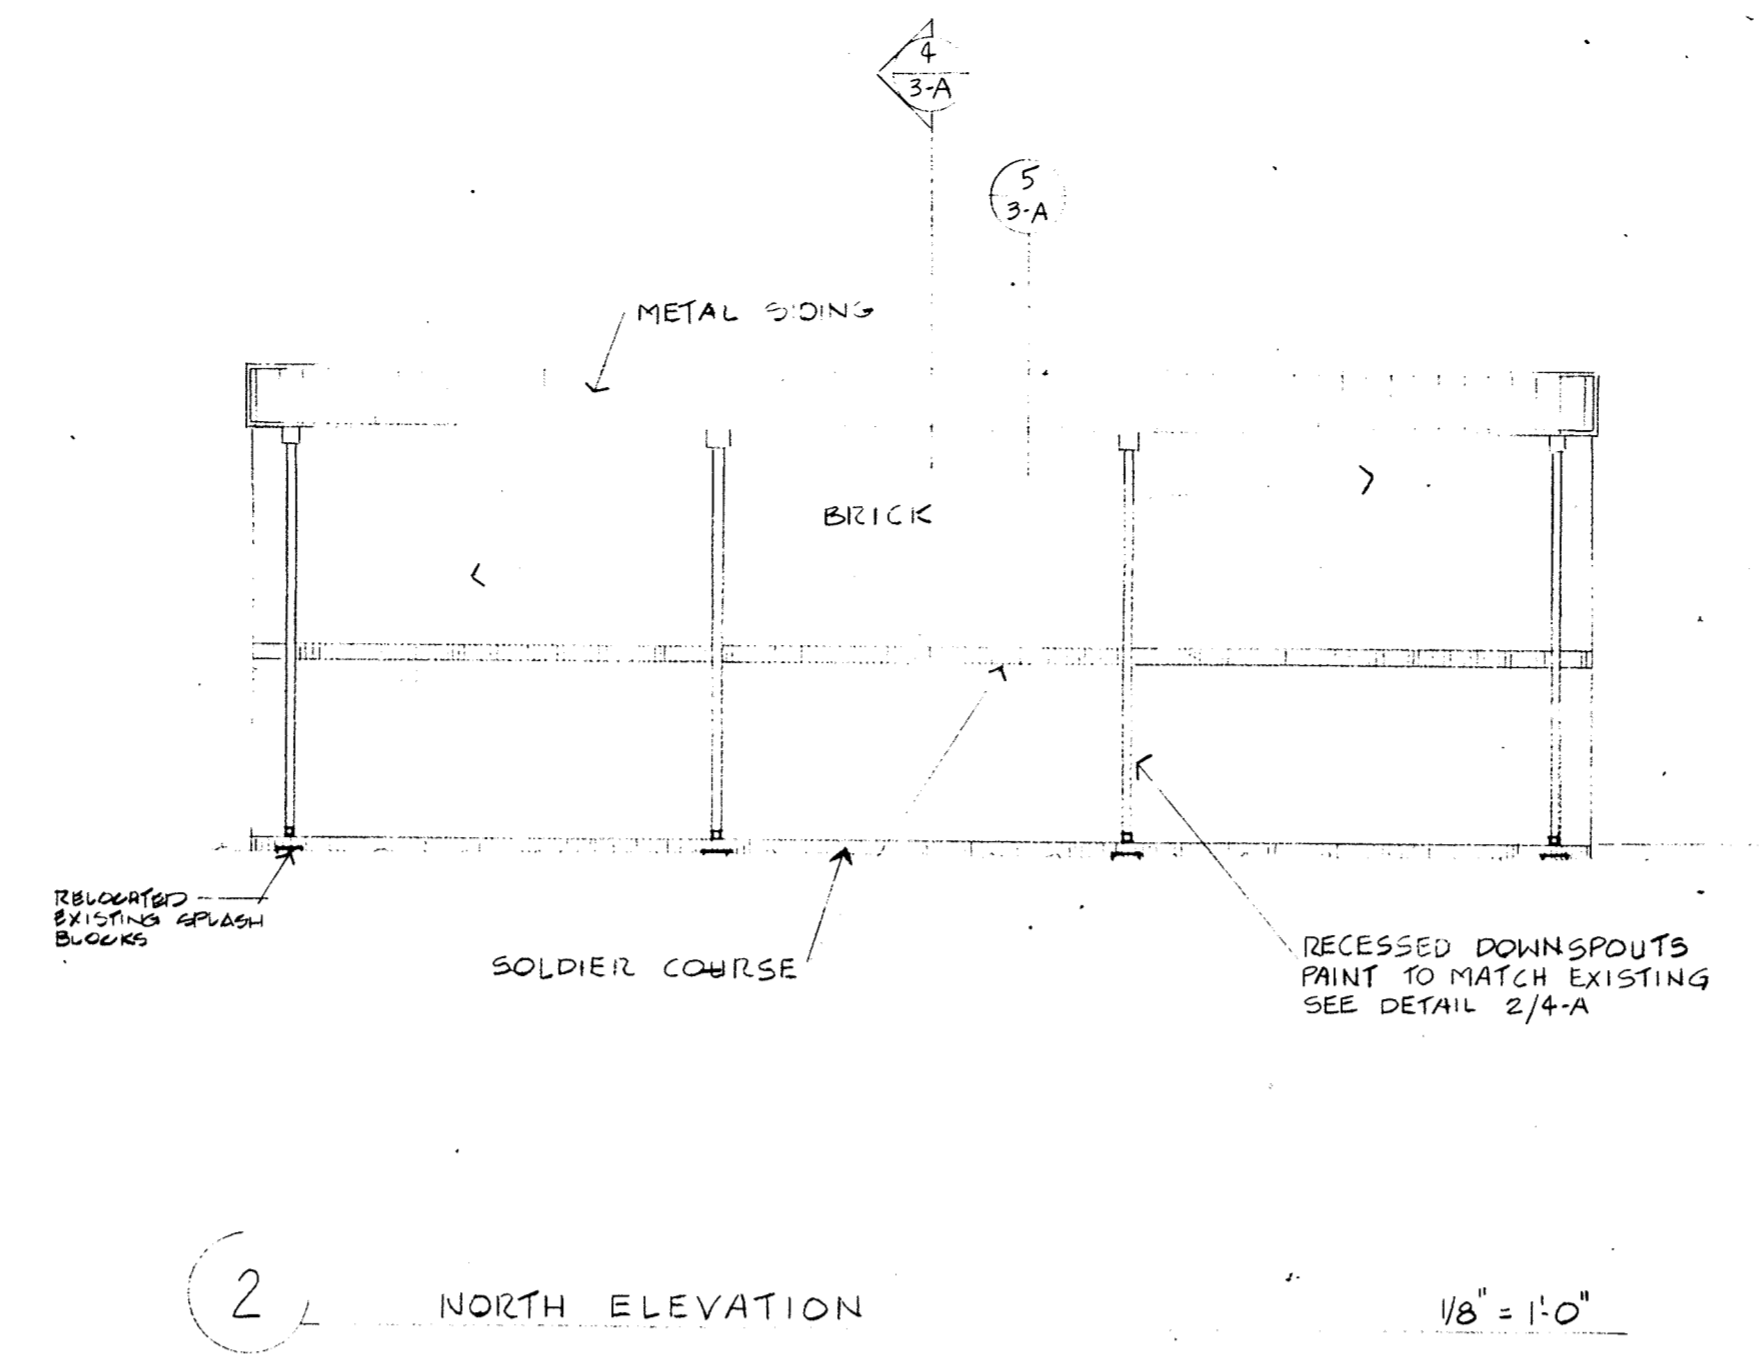 4
3-A
5
3-A
METAL SIDING
BRICK
RELOCATED
EXISTING SPLASH
BLOCKS
SOLDIER COURSE
RECESSED DOWNSPOUTS
PAINT TO MATCH EXISTING
SEE DETAIL 2/4-A
2
NORTH ELEVATION
1/8" = 1'-0"